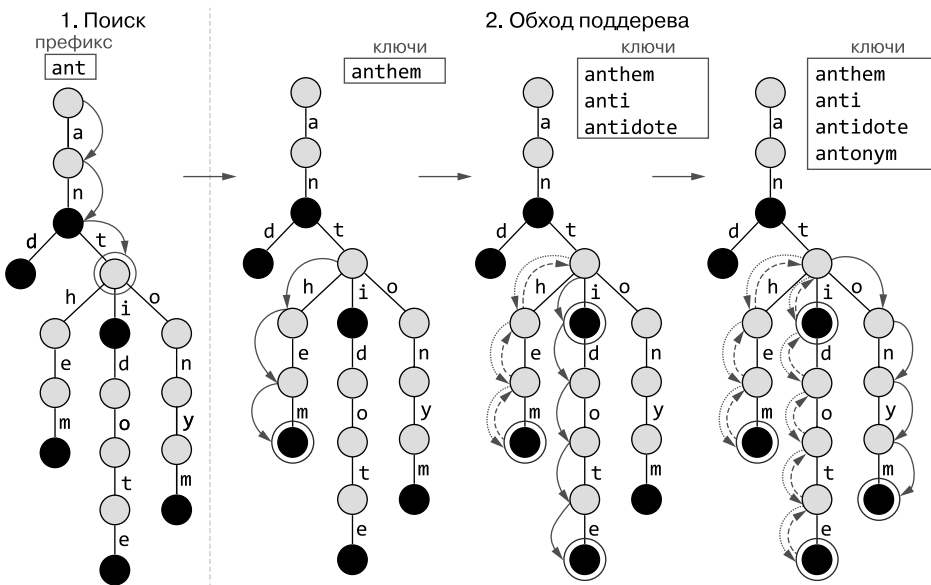 1. Поиск
префикс
ant
a
n
d
t
h
i
o
e
d
n
m
o
y
t
m
e
2. Обход поддерева
ключи
anthem
a
n
d
t
h
i
o
e
d
n
m
o
y
t
m
e
ключи
anthem
anti
antidote
a
n
d
t
h
i
o
e
d
n
m
o
y
t
m
e
ключи
anthem
anti
antidote
antonym
a
n
d
t
h
i
o
e
d
n
m
o
y
t
m
e